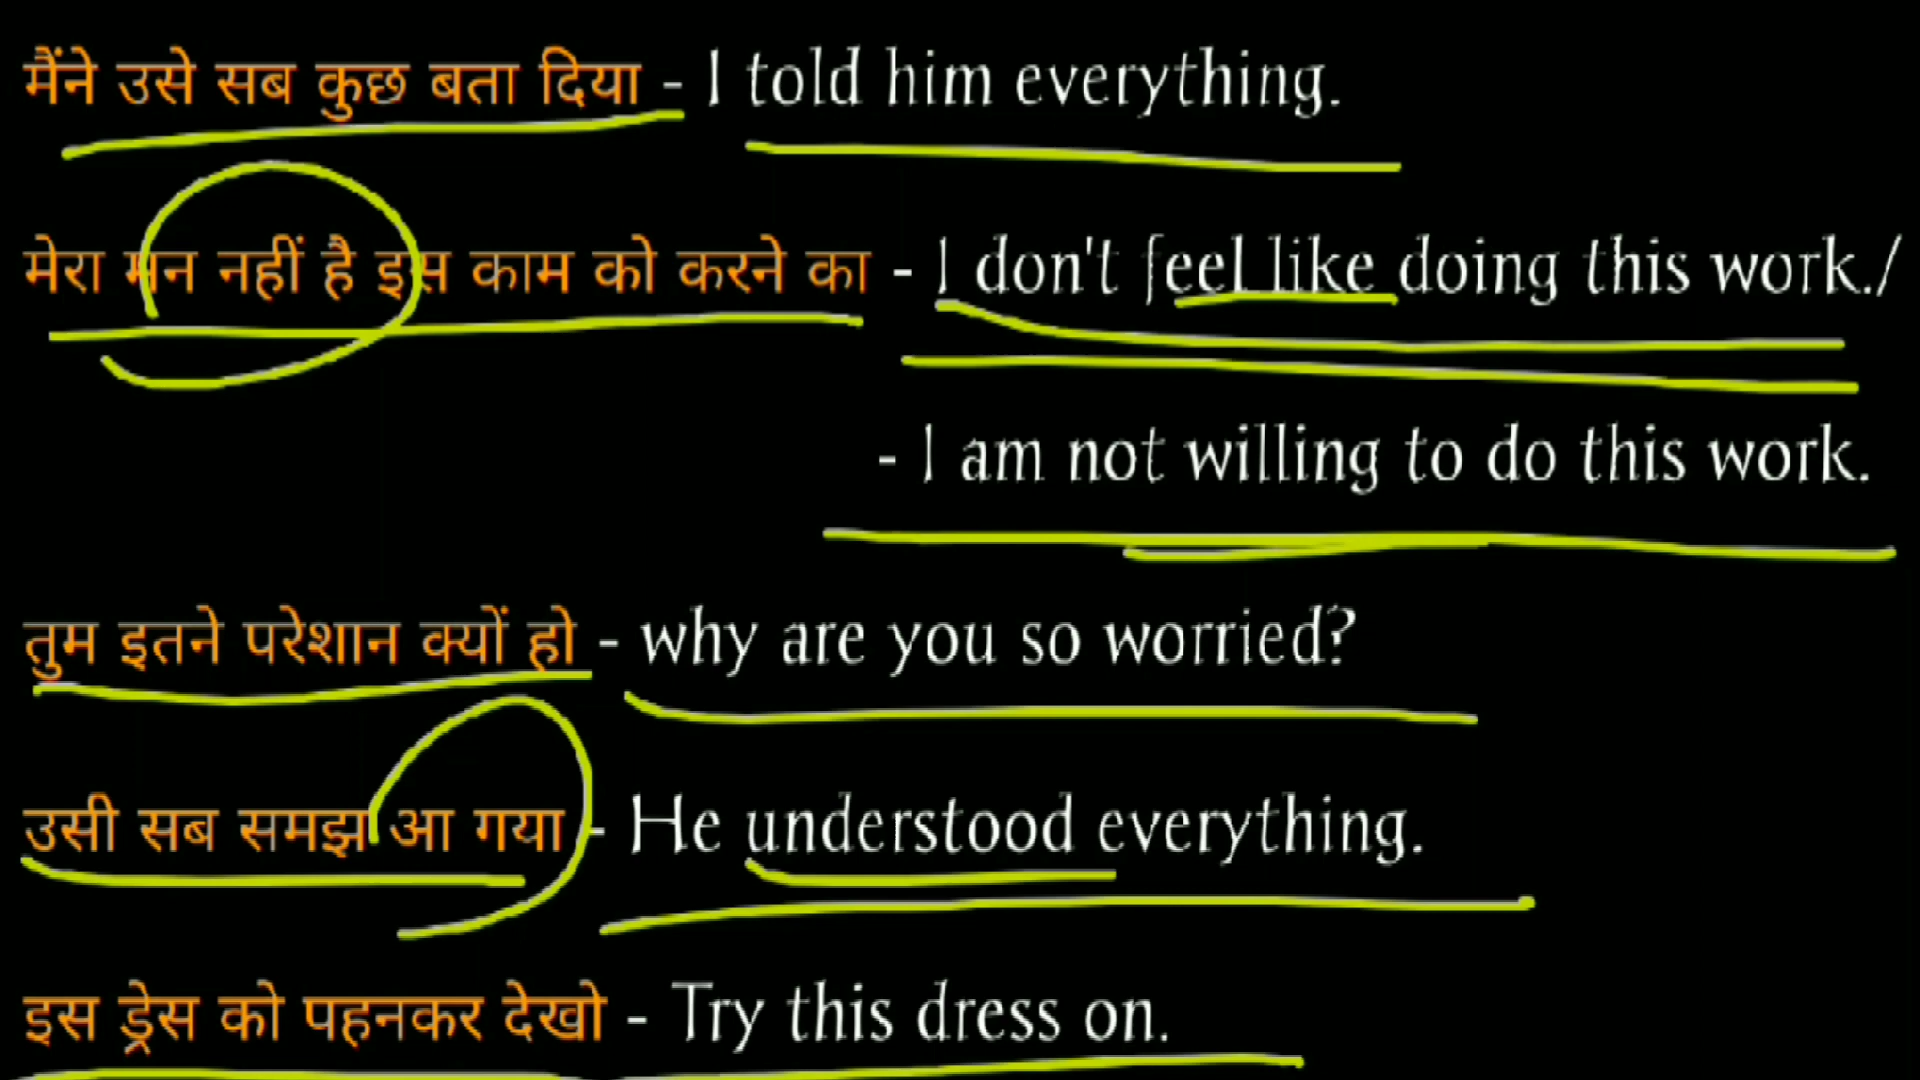 मैंने उसे सब कुछ बता दिया - I told him everything.
मेरा मन नहीं है इस काम को करने का - I don't feel like doing this work./
- I am not willing to do this work.
तुम इतने परेशान क्यों हो - why are you so worried?
उसी सब समझ आ गया - He understood everything.
इस ड्रेस को पहनकर देखो - Try this dress on.